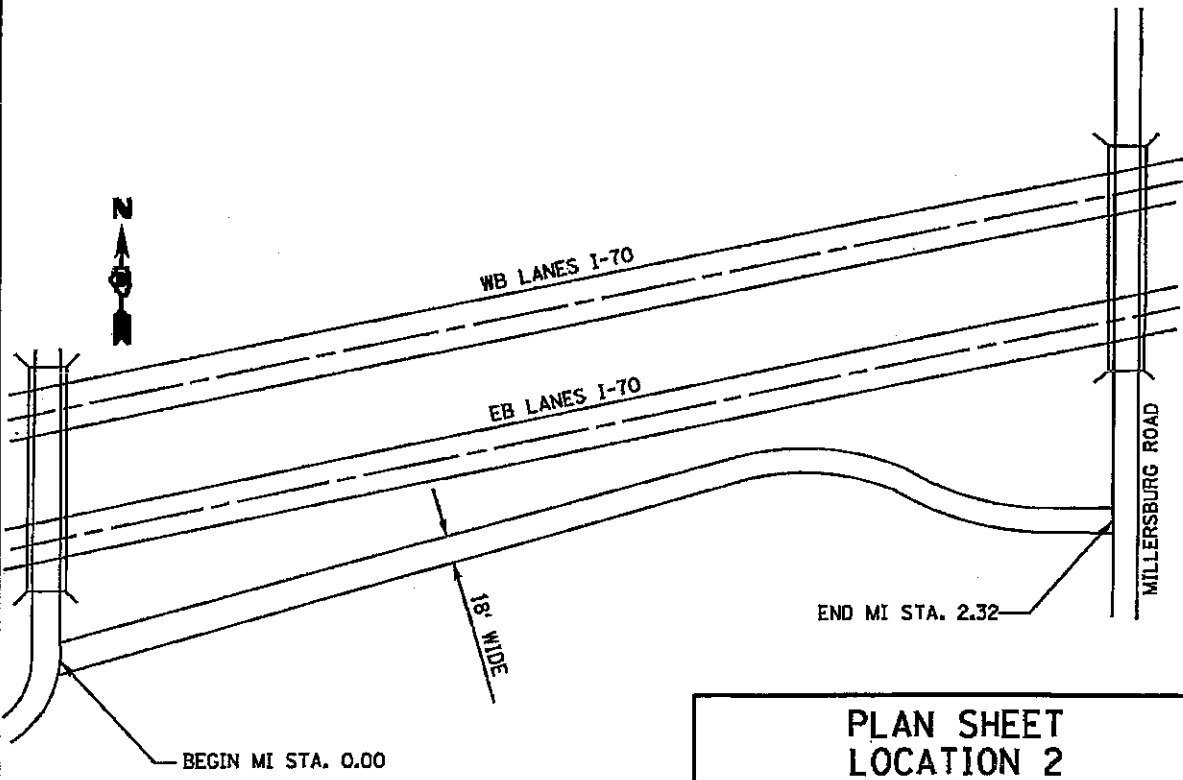 N
WB LANES I-70
EB LANES I-70
MILLERSBURG ROAD
18' WIDE
END MI STA. 2.32
BEGIN MI STA. 0.00
PLAN SHEET
LOCATION 2